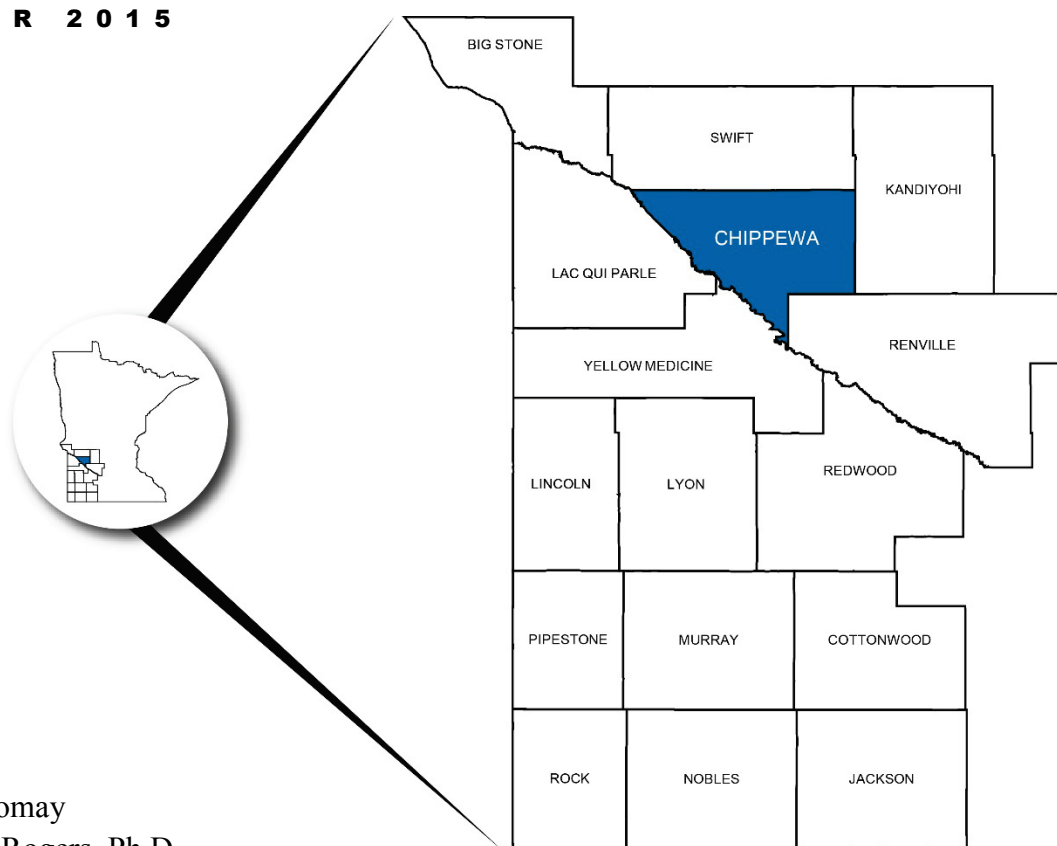 R 2015
BIG STONE
SWIFT
KANDIYOHI
CHIPPEWA
LAC QUI PARLE
RENVILLE
YELLOW MEDICINE
REDWOOD
LINCOLN
LYON
PIPESTONE
MURRAY
COTTONWOOD
ROCK
NOBLES
JACKSON
omay
Rogers, Ph.D.